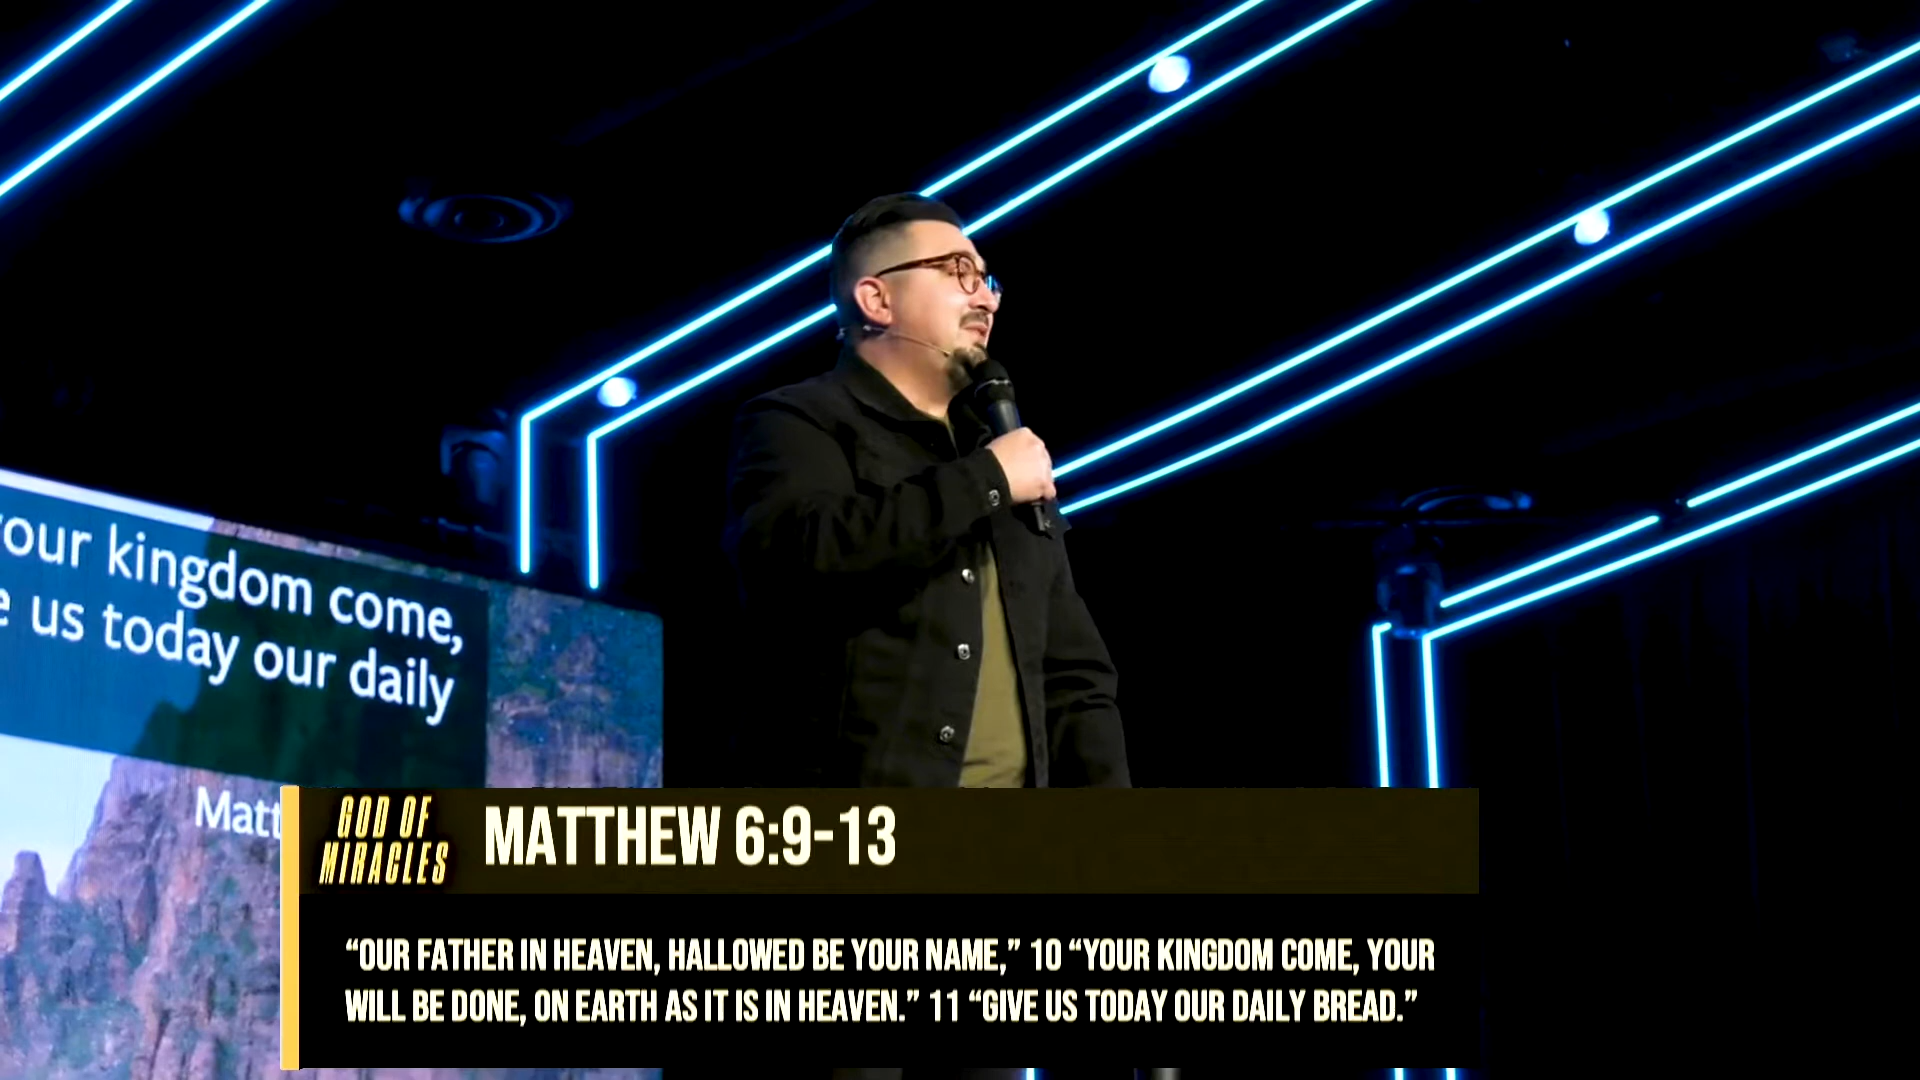 our kingdom come,
us today our daily
Matt
GOD OF
MIRACLES
MATTHEW 6:9-13
“OUR FATHER IN HEAVEN, HALLOWED BE YOUR NAME,” 10 “YOUR KINGDOM COME, YOUR
WILL BE DONE, ON EARTH AS IT IS IN HEAVEN.” 11 “GIVE US TODAY OUR DAILY BREAD.”